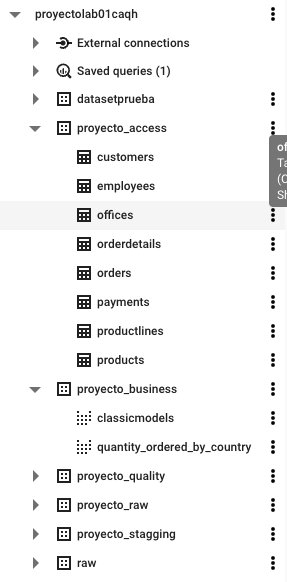 proyectolab01caqh
External connections
Saved queries (1)
datasetprueba
proyecto_access
customers
employees
offices
orderdetails
orders
payments
productlines
products
proyecto_business
classicmodels
quantity_ordered_by_country
proyecto_quality
proyecto_raw
proyecto_stagging
raw